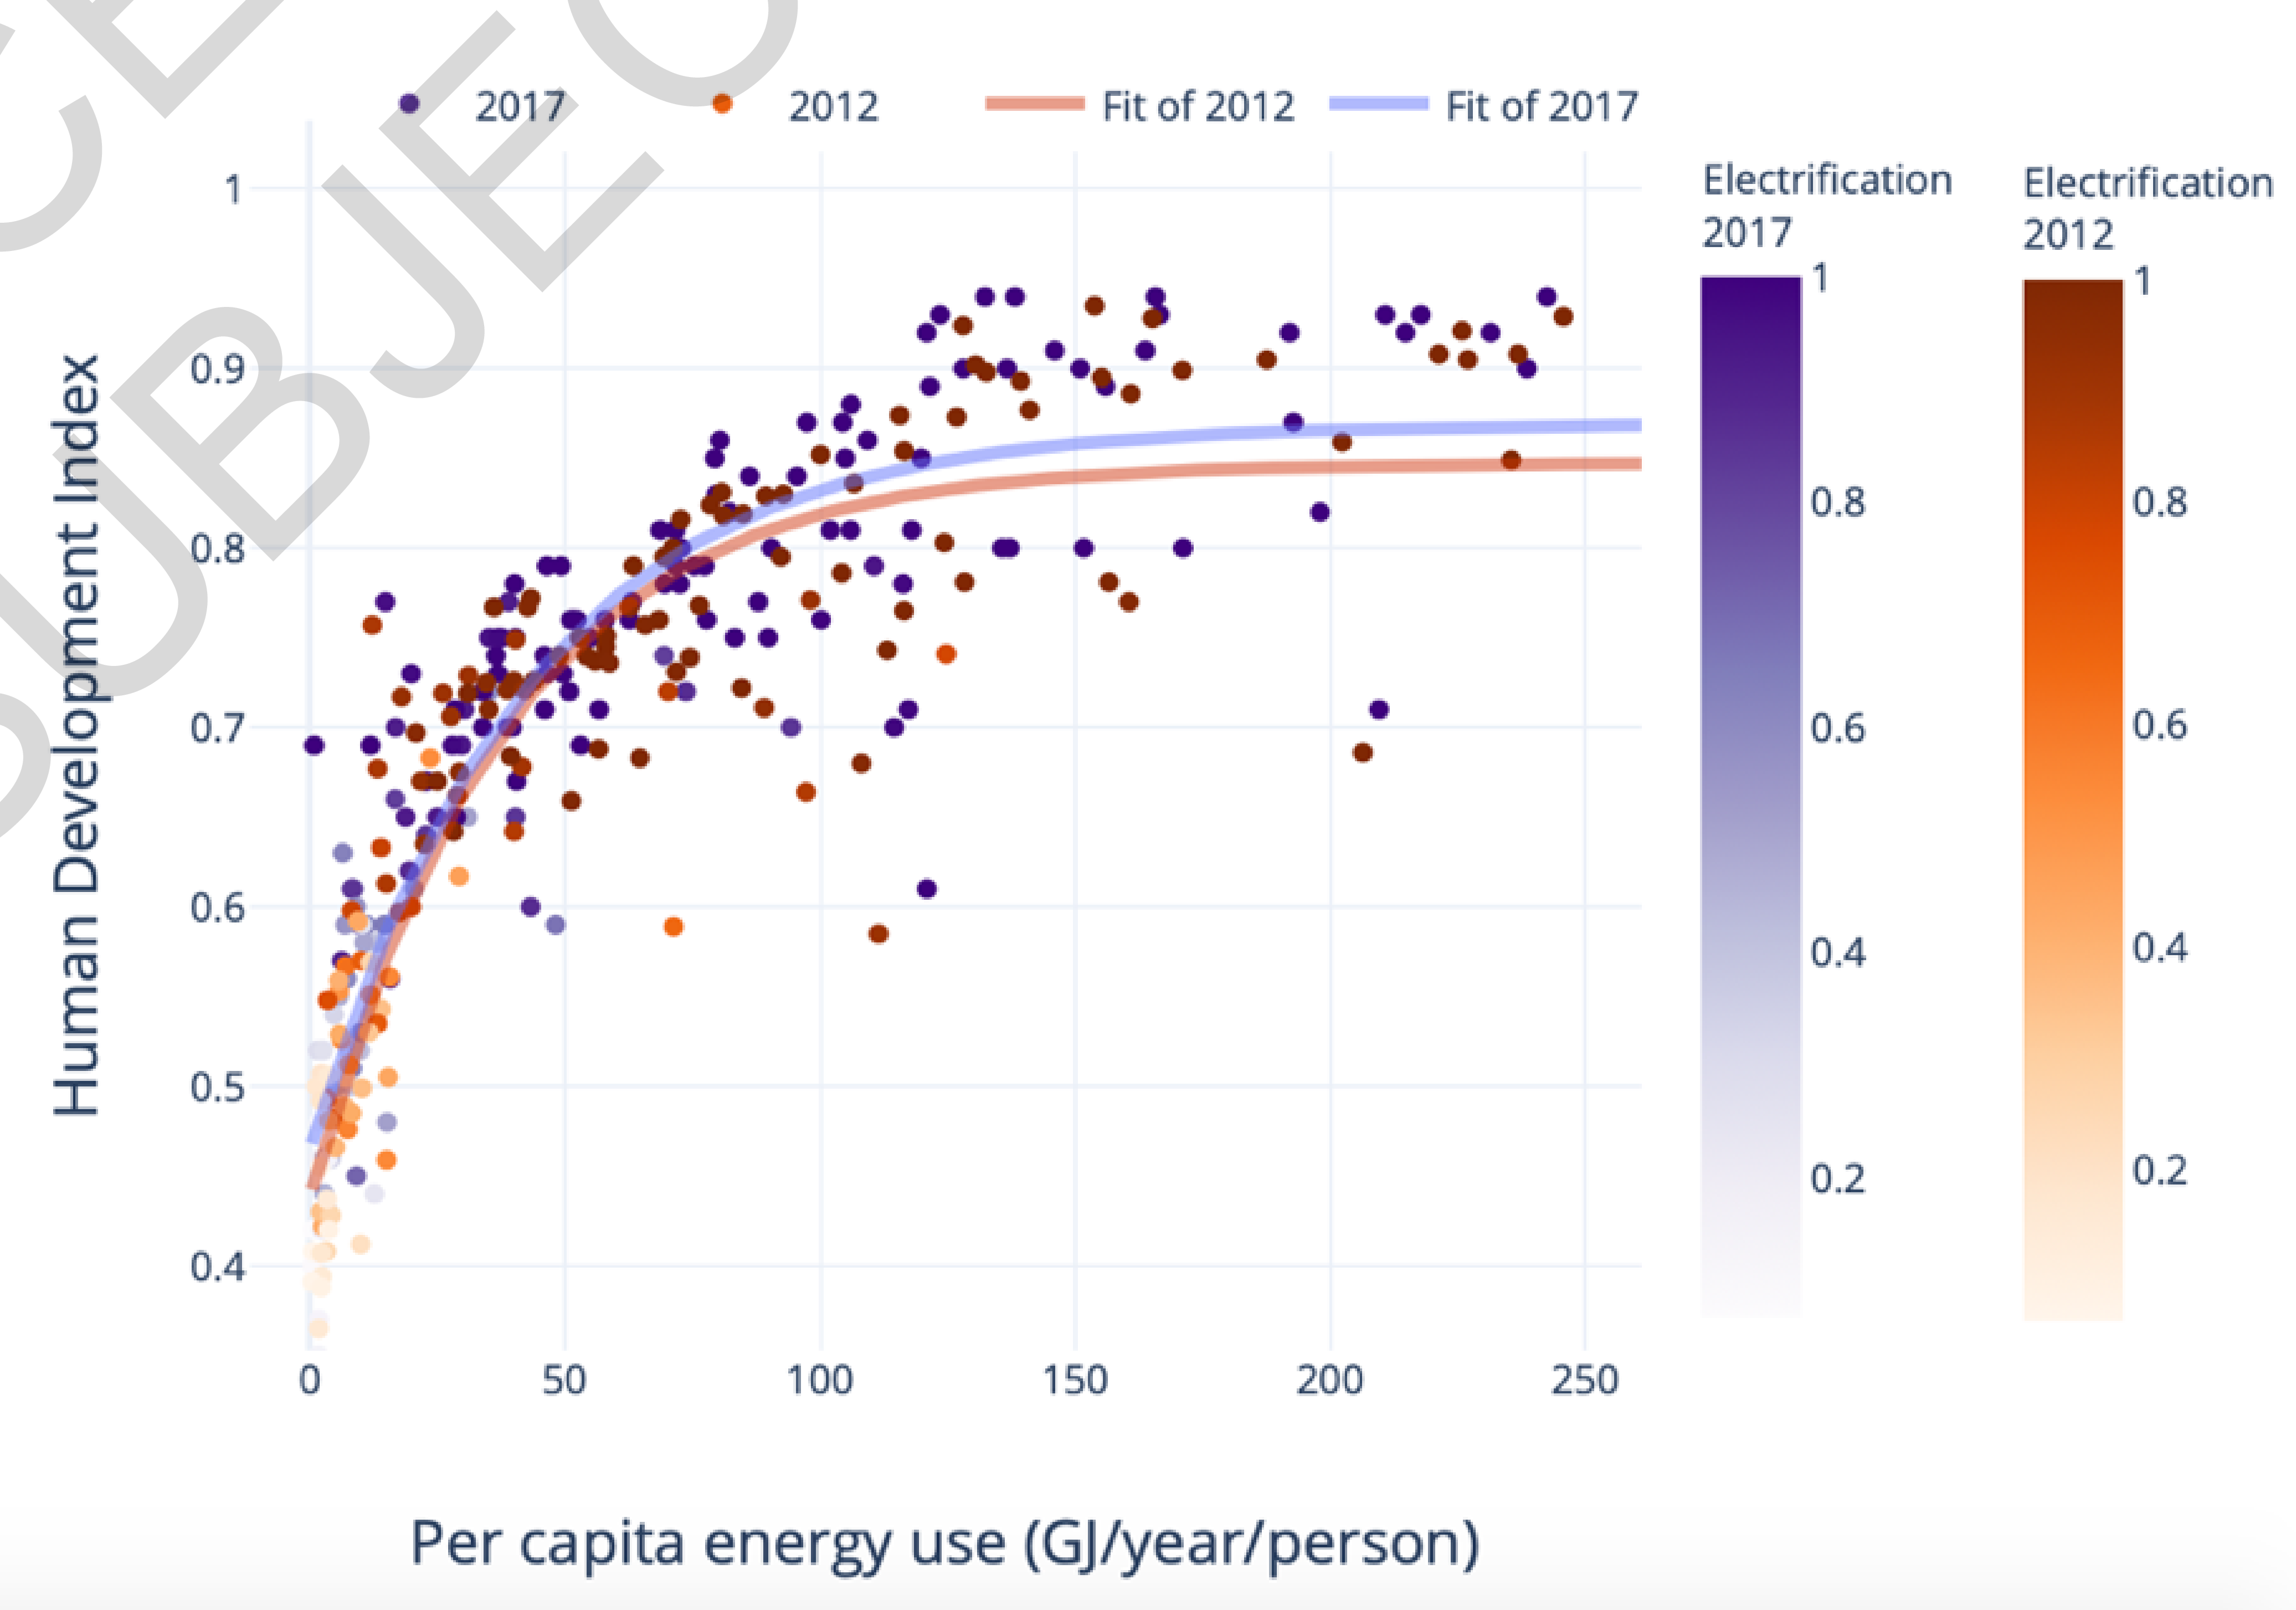 2017 2012 Fit of 2012 Fit of 2017
Electrification
2017
Electrification
2012
1
0.9
0.8
0.7
0.6
0.5
0.4
Human Development Index
0 50 100 150 200 250
Per capita energy use (GJ/year/person)
1
0.8
0.6
0.4
0.2
1
0.8
0.6
0.4
0.2
CE
SUBJEC